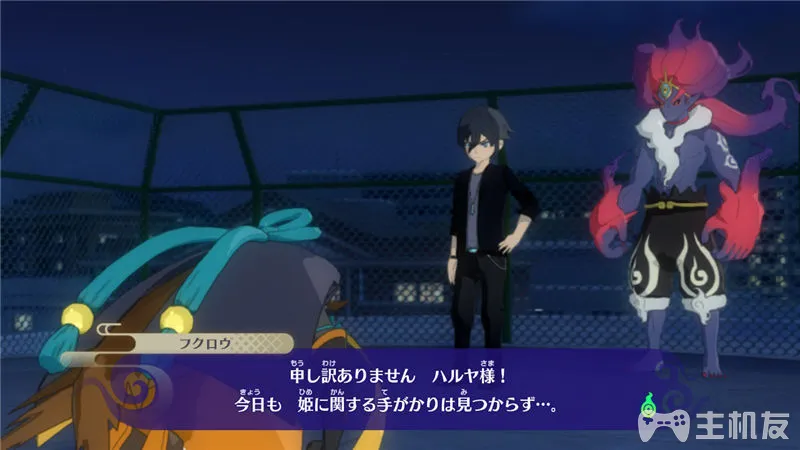 フクロウ
申し訳ありません　ハルヤ様！
今日も　姫に関する手がかりは見つからず…。
主机友